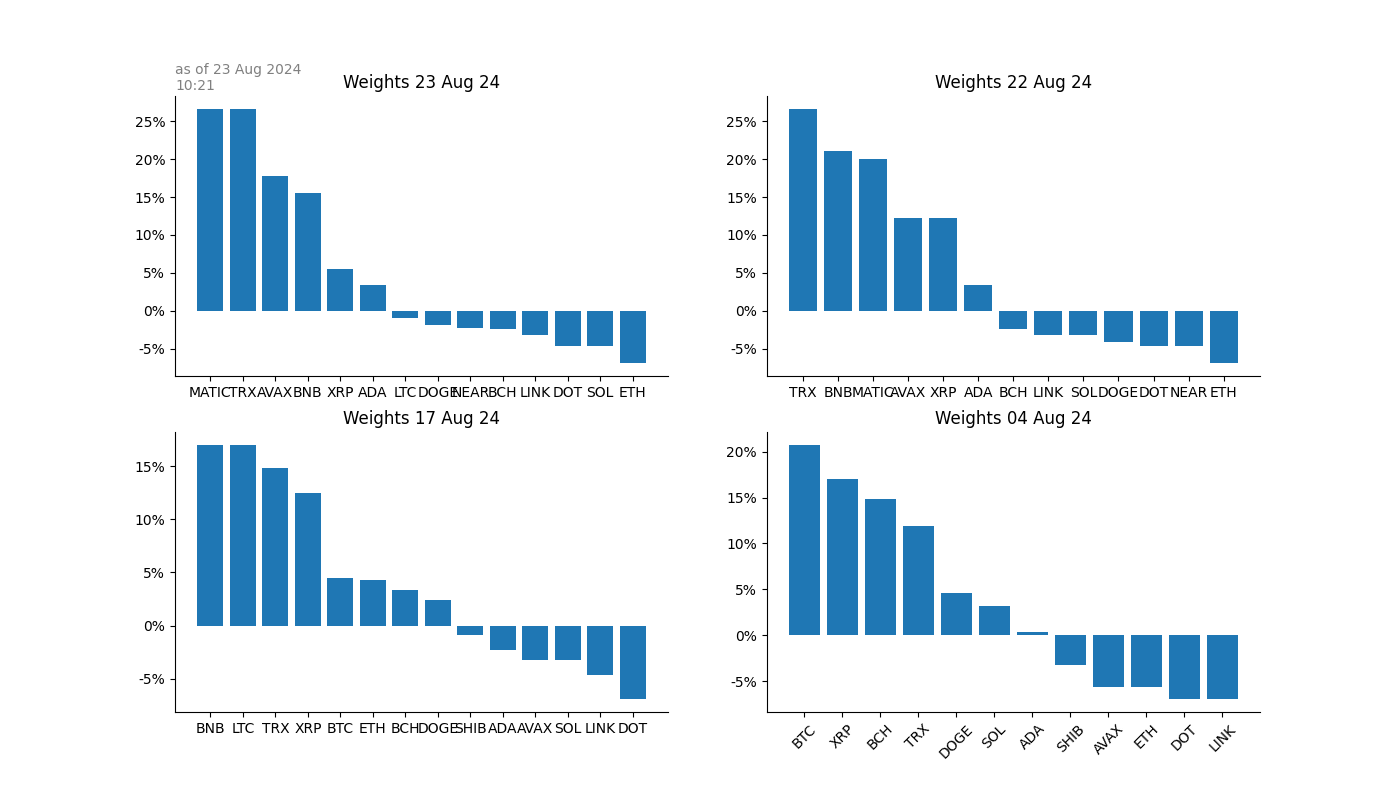 as of 23 Aug 2024
10:21
Weights 23 Aug 24
25%
20%
15%
10%
5%
0%
-5%
MATIC TRX AVAX BNB XRP ADA LTC DOGE NEAR BCH LINK DOT SOL ETH
Weights 22 Aug 24
25%
20%
15%
10%
5%
0%
-5%
TRX BNB MATIC AVAX XRP ADA BCH LINK SOL DOGE DOT NEAR ETH
Weights 17 Aug 24
15%
10%
5%
0%
-5%
BNB LTC TRX XRP BTC ETH BCH DOGE SHIB ADA AVAX SOL LINK DOT
Weights 04 Aug 24
20%
15%
10%
5%
0%
-5%
BTC XRP BCH TRX DOGE SOL ADA SHIB AVAX ETH DOT LINK